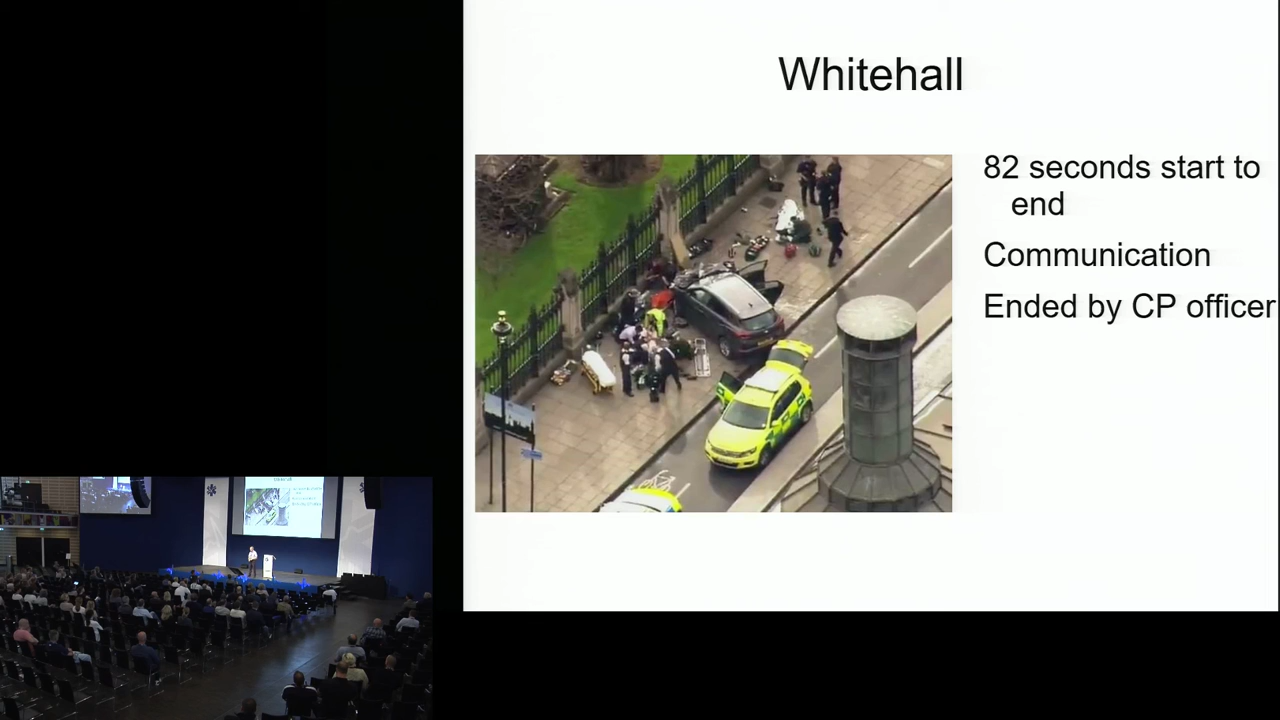 Whitehall
82 seconds start to
end
Communication
Ended by CP officer